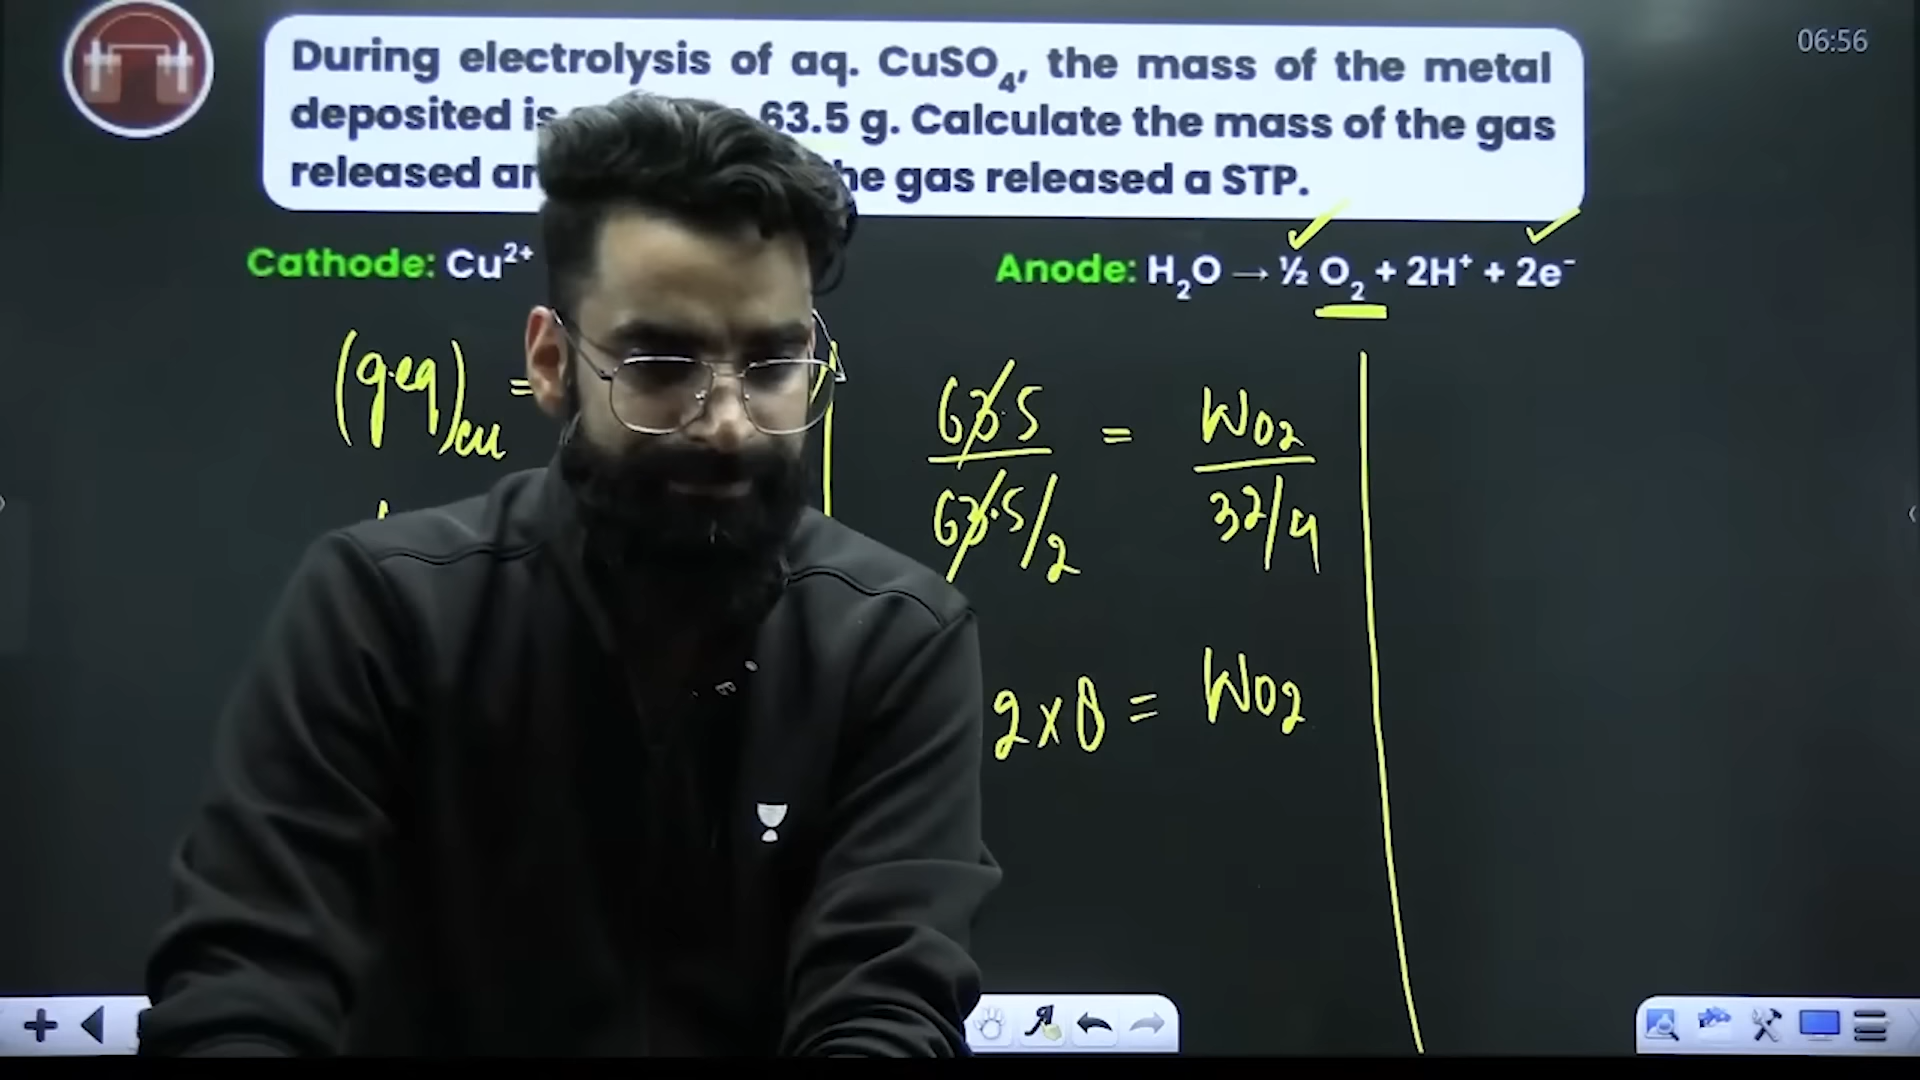 06:56
During electrolysis of aq. CuSO₄, the mass of the metal
deposited is 63.5 g. Calculate the mass of the gas
released he gas released a STP.
Cathode: Cu²⁺
Anode: H₂O → ½ O₂ + 2H⁺ + 2e⁻
(geq)cu =
63.5 / 63.5/2 = WO₂ / 32/4
2 x 8 = WO₂